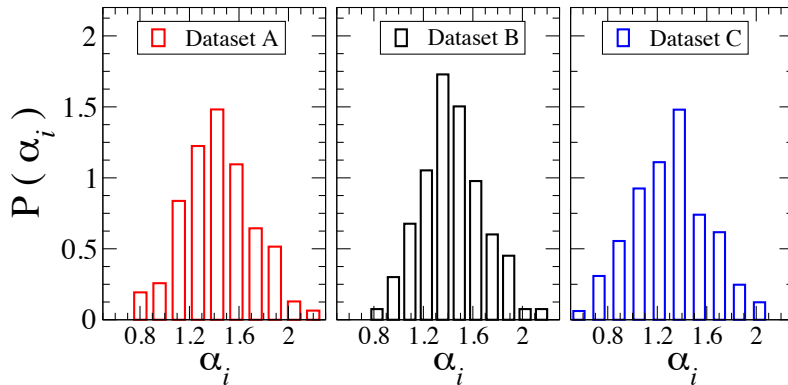 Dataset A
Dataset B
Dataset C
P ( α_i )
2
1.5
1
0.5
0
0.8 1.2 1.6 2
0.8 1.2 1.6 2
0.8 1.2 1.6 2
α_i
α_i
α_i